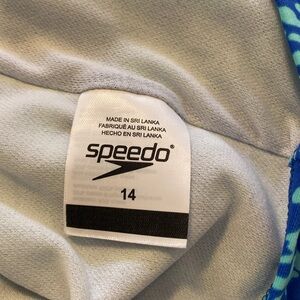 MADE IN SRI LANKA
FABRIQUÉ AU SRI LANKA
HECHO EN SRI LANKA
speedo®
14